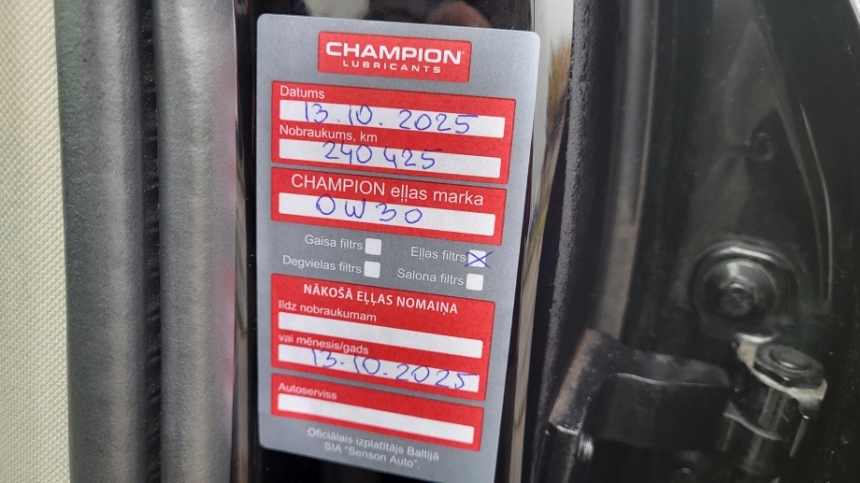 CHAMPION®
LUBRICANTS
Datums
13.10.2025
Nobraukums, km
240 425
CHAMPION eļļas marka
0W30
Gaisa filtrs Eļļas filtrs
Degvielas filtrs Salona filtrs
NĀKOŠĀ EĻĻAS NOMAIŅA
līdz nobraukumam
vai mēnesis/gads
13.10.2025
Autoserviss
Oficiālais izplatītājs Baltijā
SIA "Senson Auto".